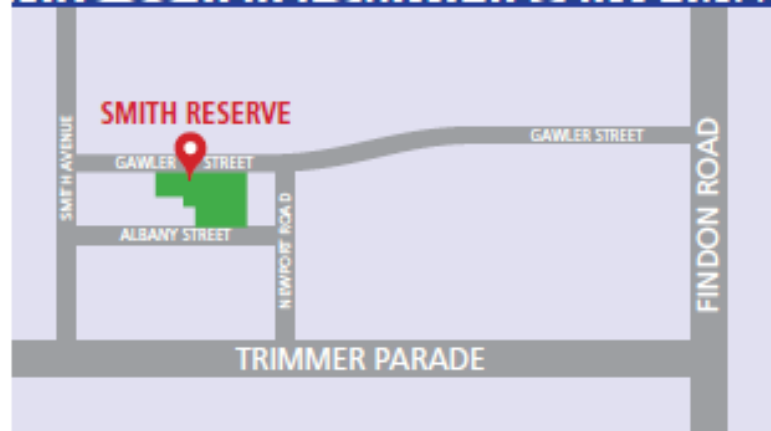 SMITH RESERVE
GAWLER STREET
GAWLER STREET
SMITH AVENUE
FINDON ROAD
ALBANY STREET
NEWPORT ROAD
TRIMMER PARADE